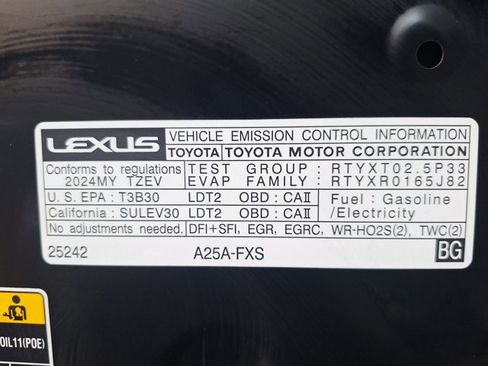 LEXUS
VEHICLE EMISSION CONTROL INFORMATION
TOYOTA TOYOTA MOTOR CORPORATION
Conforms to regulations
2024MY TZEV
TEST GROUP : RTYXT02.5P33
EVAP FAMILY : RTYXR0165J82
U.S. EPA : T3B30 LDT2 OBD : CAII
California : SULEV30 LDT2 OBD : CAII
Fuel : Gasoline
/Electricity
No adjustments needed. DFI+SFI, EGR, EGRC, WR-HO2S(2), TWC(2)
25242 A25A-FXS BG
OIL11(POE)